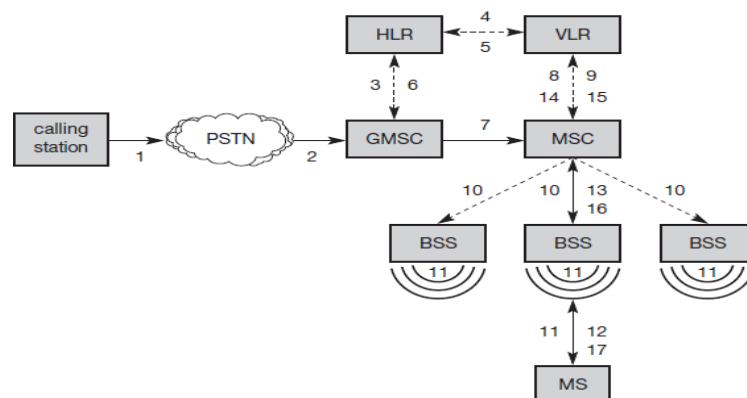 4
HLR VLR
5
3 6
8 9
14 15
calling
station
PSTN
GMSC
7
MSC
1
2
10 10 13 10
16
BSS BSS BSS
11 11 11
11 12
17
MS